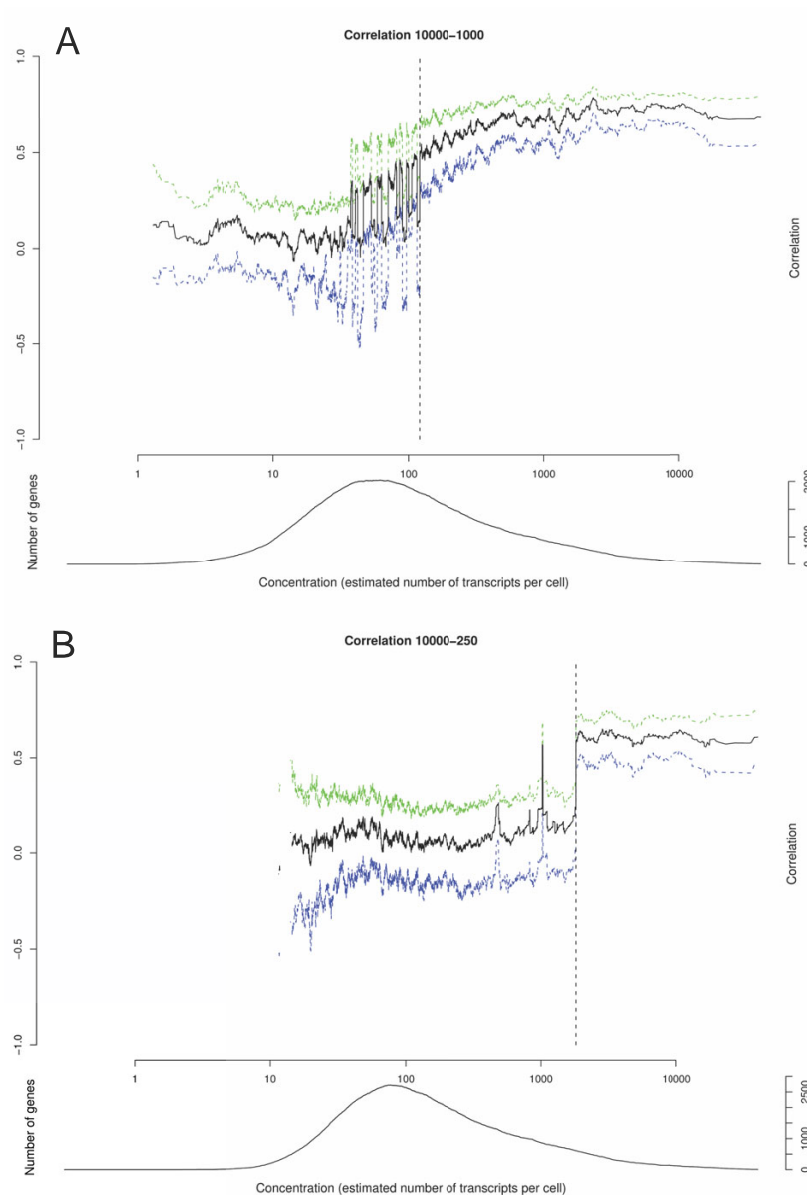 A
Correlation 10000−1000
1.0
0.5
0.0
−0.5
−1.0
Correlation
1 10 100 1000 10000
Number of genes
0 1000 2000
Concentration (estimated number of transcripts per cell)
B
Correlation 10000−250
1.0
0.5
0.0
−0.5
−1.0
Correlation
1 10 100 1000 10000
Number of genes
0 1000 2500
Concentration (estimated number of transcripts per cell)